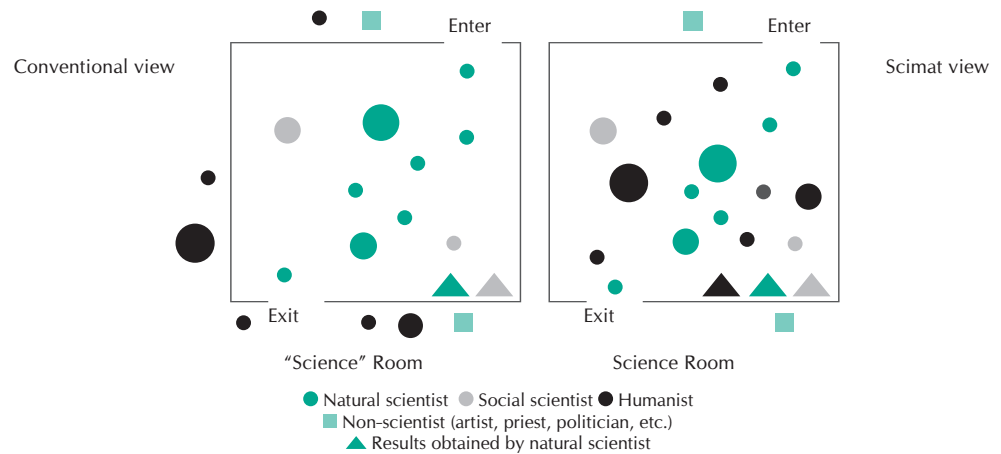 Enter
Enter
Conventional view
Scimat view
Exit
Exit
“Science” Room
Science Room
Natural scientist Social scientist Humanist
Non-scientist (artist, priest, politician, etc.)
Results obtained by natural scientist